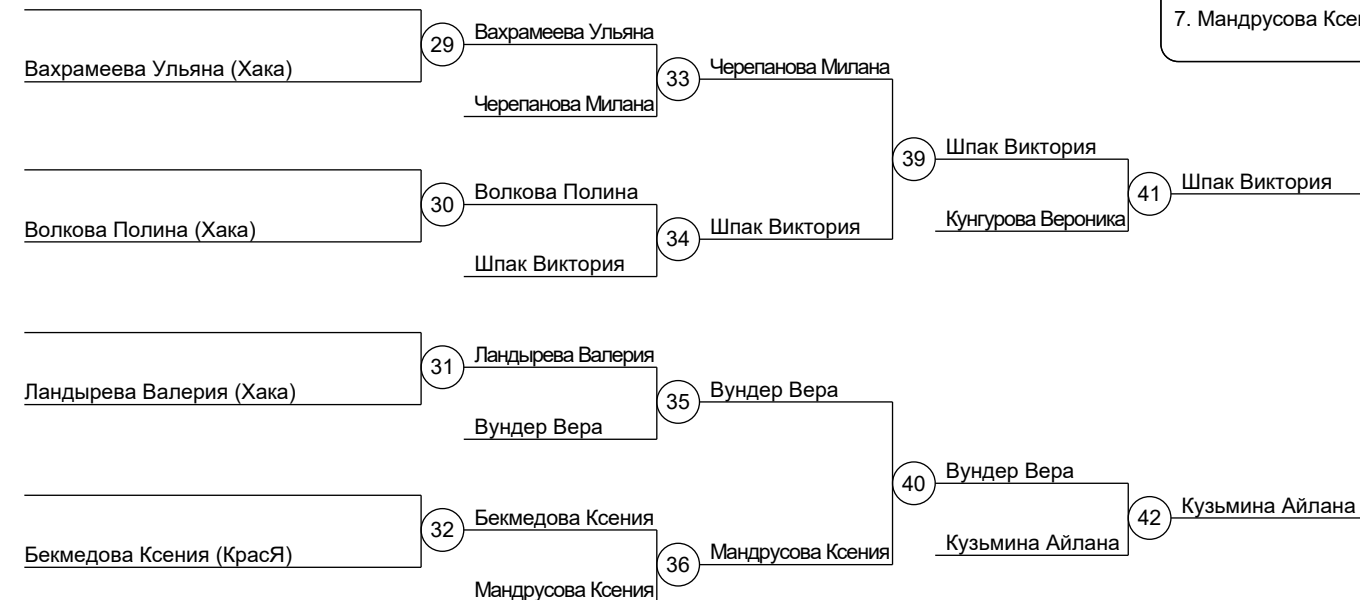 7. Мандрусова Ксен
29
Вахрамеева Ульяна
Вахрамеева Ульяна (Хака)
33
Черепанова Милана
Черепанова Милана
39
Шпак Виктория
30
Волкова Полина
41
Шпак Виктория
Волкова Полина (Хака)
34
Шпак Виктория
Кунгурова Вероника
Шпак Виктория
31
Ландырева Валерия
Ландырева Валерия (Хака)
35
Вундер Вера
Вундер Вера
40
Вундер Вера
32
Бекмедова Ксения
42
Кузьмина Айлана
Бекмедова Ксения (КрасЯ)
36
Мандрусова Ксения
Кузьмина Айлана
Мандрусова Ксения